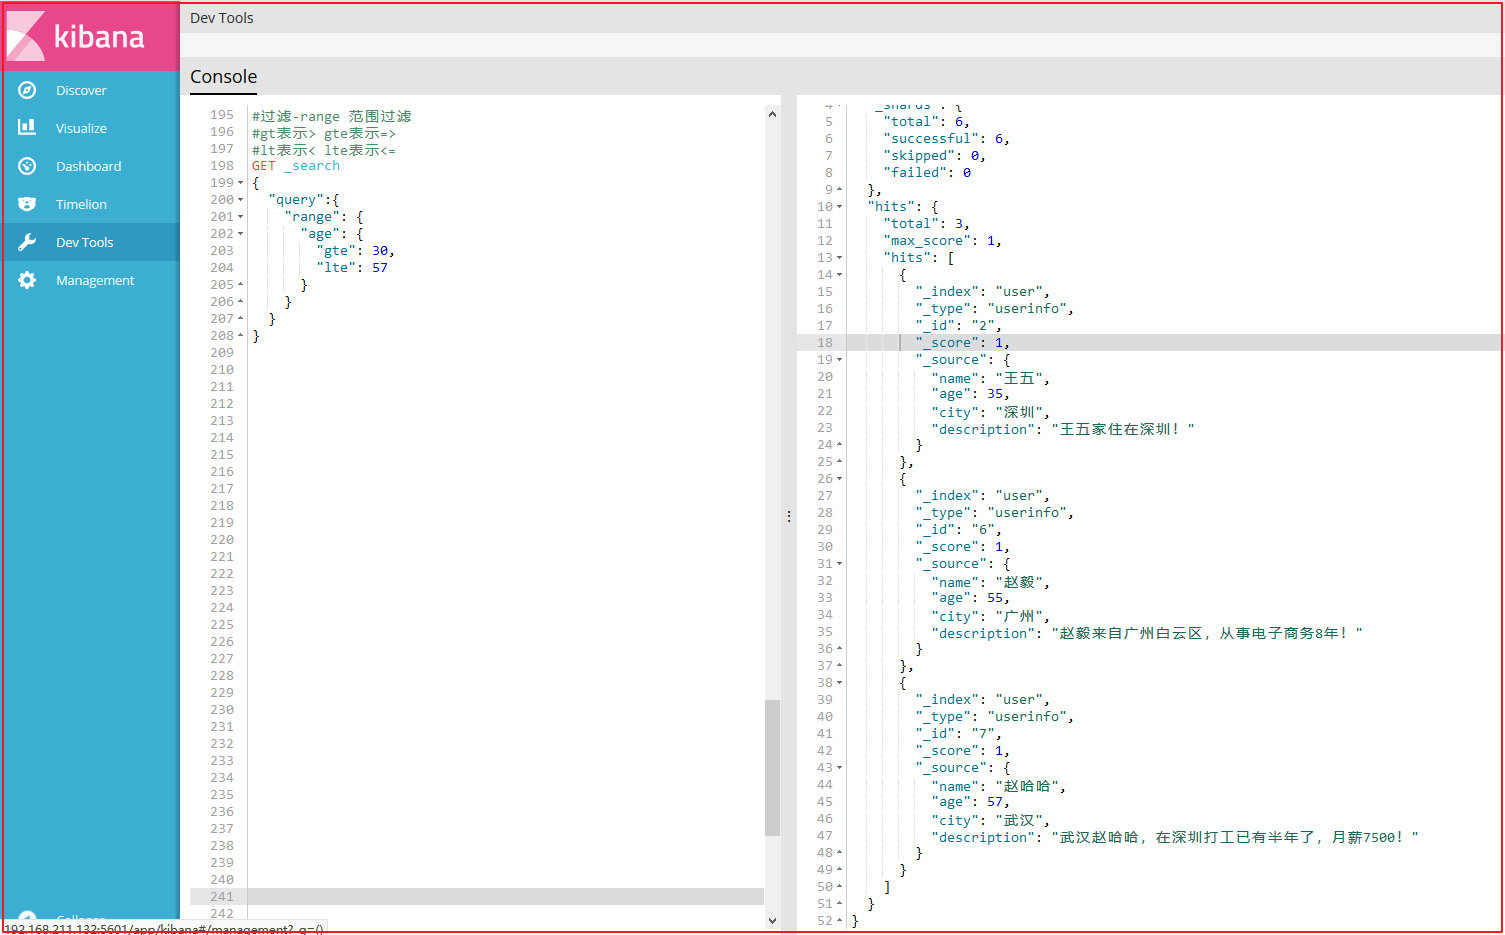 kibana
Discover
Visualize
Dashboard
Timelion
Dev Tools
Management
Dev Tools
Console
195 #过滤-range 范围过滤
196 #gt表示> gte表示=>
197 #lt表示< lte表示<=
198 GET _search
199 {
200 "query":{
201 "range": {
202 "age": {
203 "gte": 30,
204 "lte": 57
205 }
206 }
207 }
208 }
209
210
211
212
213
214
215
216
217
218
219
220
221
222
223
224
225
226
227
228
229
230
231
232
233
234
235
236
237
238
239
240
241
242
4 "_shards": {
5 "total": 6,
6 "successful": 6,
7 "skipped": 0,
8 "failed": 0
9 },
10 "hits": {
11 "total": 3,
12 "max_score": 1,
13 "hits": [
14 {
15 "_index": "user",
16 "_type": "userinfo",
17 "_id": "2",
18 "_score": 1,
19 "_source": {
20 "name": "王五",
21 "age": 35,
22 "city": "深圳",
23 "description": "王五家住在深圳！"
24 }
25 },
26 {
27 "_index": "user",
28 "_type": "userinfo",
29 "_id": "6",
30 "_score": 1,
31 "_source": {
32 "name": "赵毅",
33 "age": 55,
34 "city": "广州",
35 "description": "赵毅来自广州白云区，从事电子商务8年！"
36 }
37 },
38 {
39 "_index": "user",
40 "_type": "userinfo",
41 "_id": "7",
42 "_score": 1,
43 "_source": {
44 "name": "赵哈哈",
45 "age": 57,
46 "city": "武汉",
47 "description": "武汉赵哈哈，在深圳打工已有半年了，月薪7500！"
48 }
49 }
50 ]
51 }
52 }
Collapse
192.168.211.132:5601/app/kibana#/management?_g=()